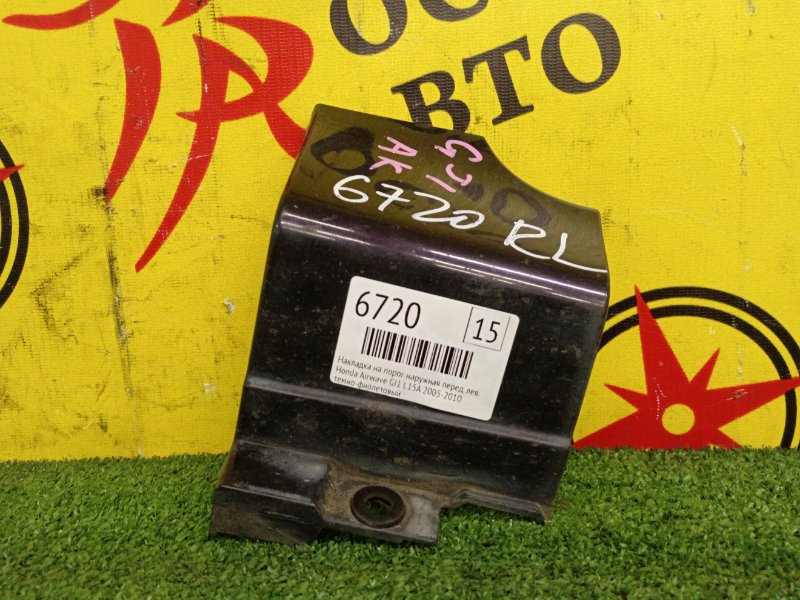 ОС
ВТО
GJ1
AK
6720 RL
6720
15
Накладка на порог наружная перед. лев.
Honda Airwave GJ1 L15A 2005-2010
темно-фиолетовый